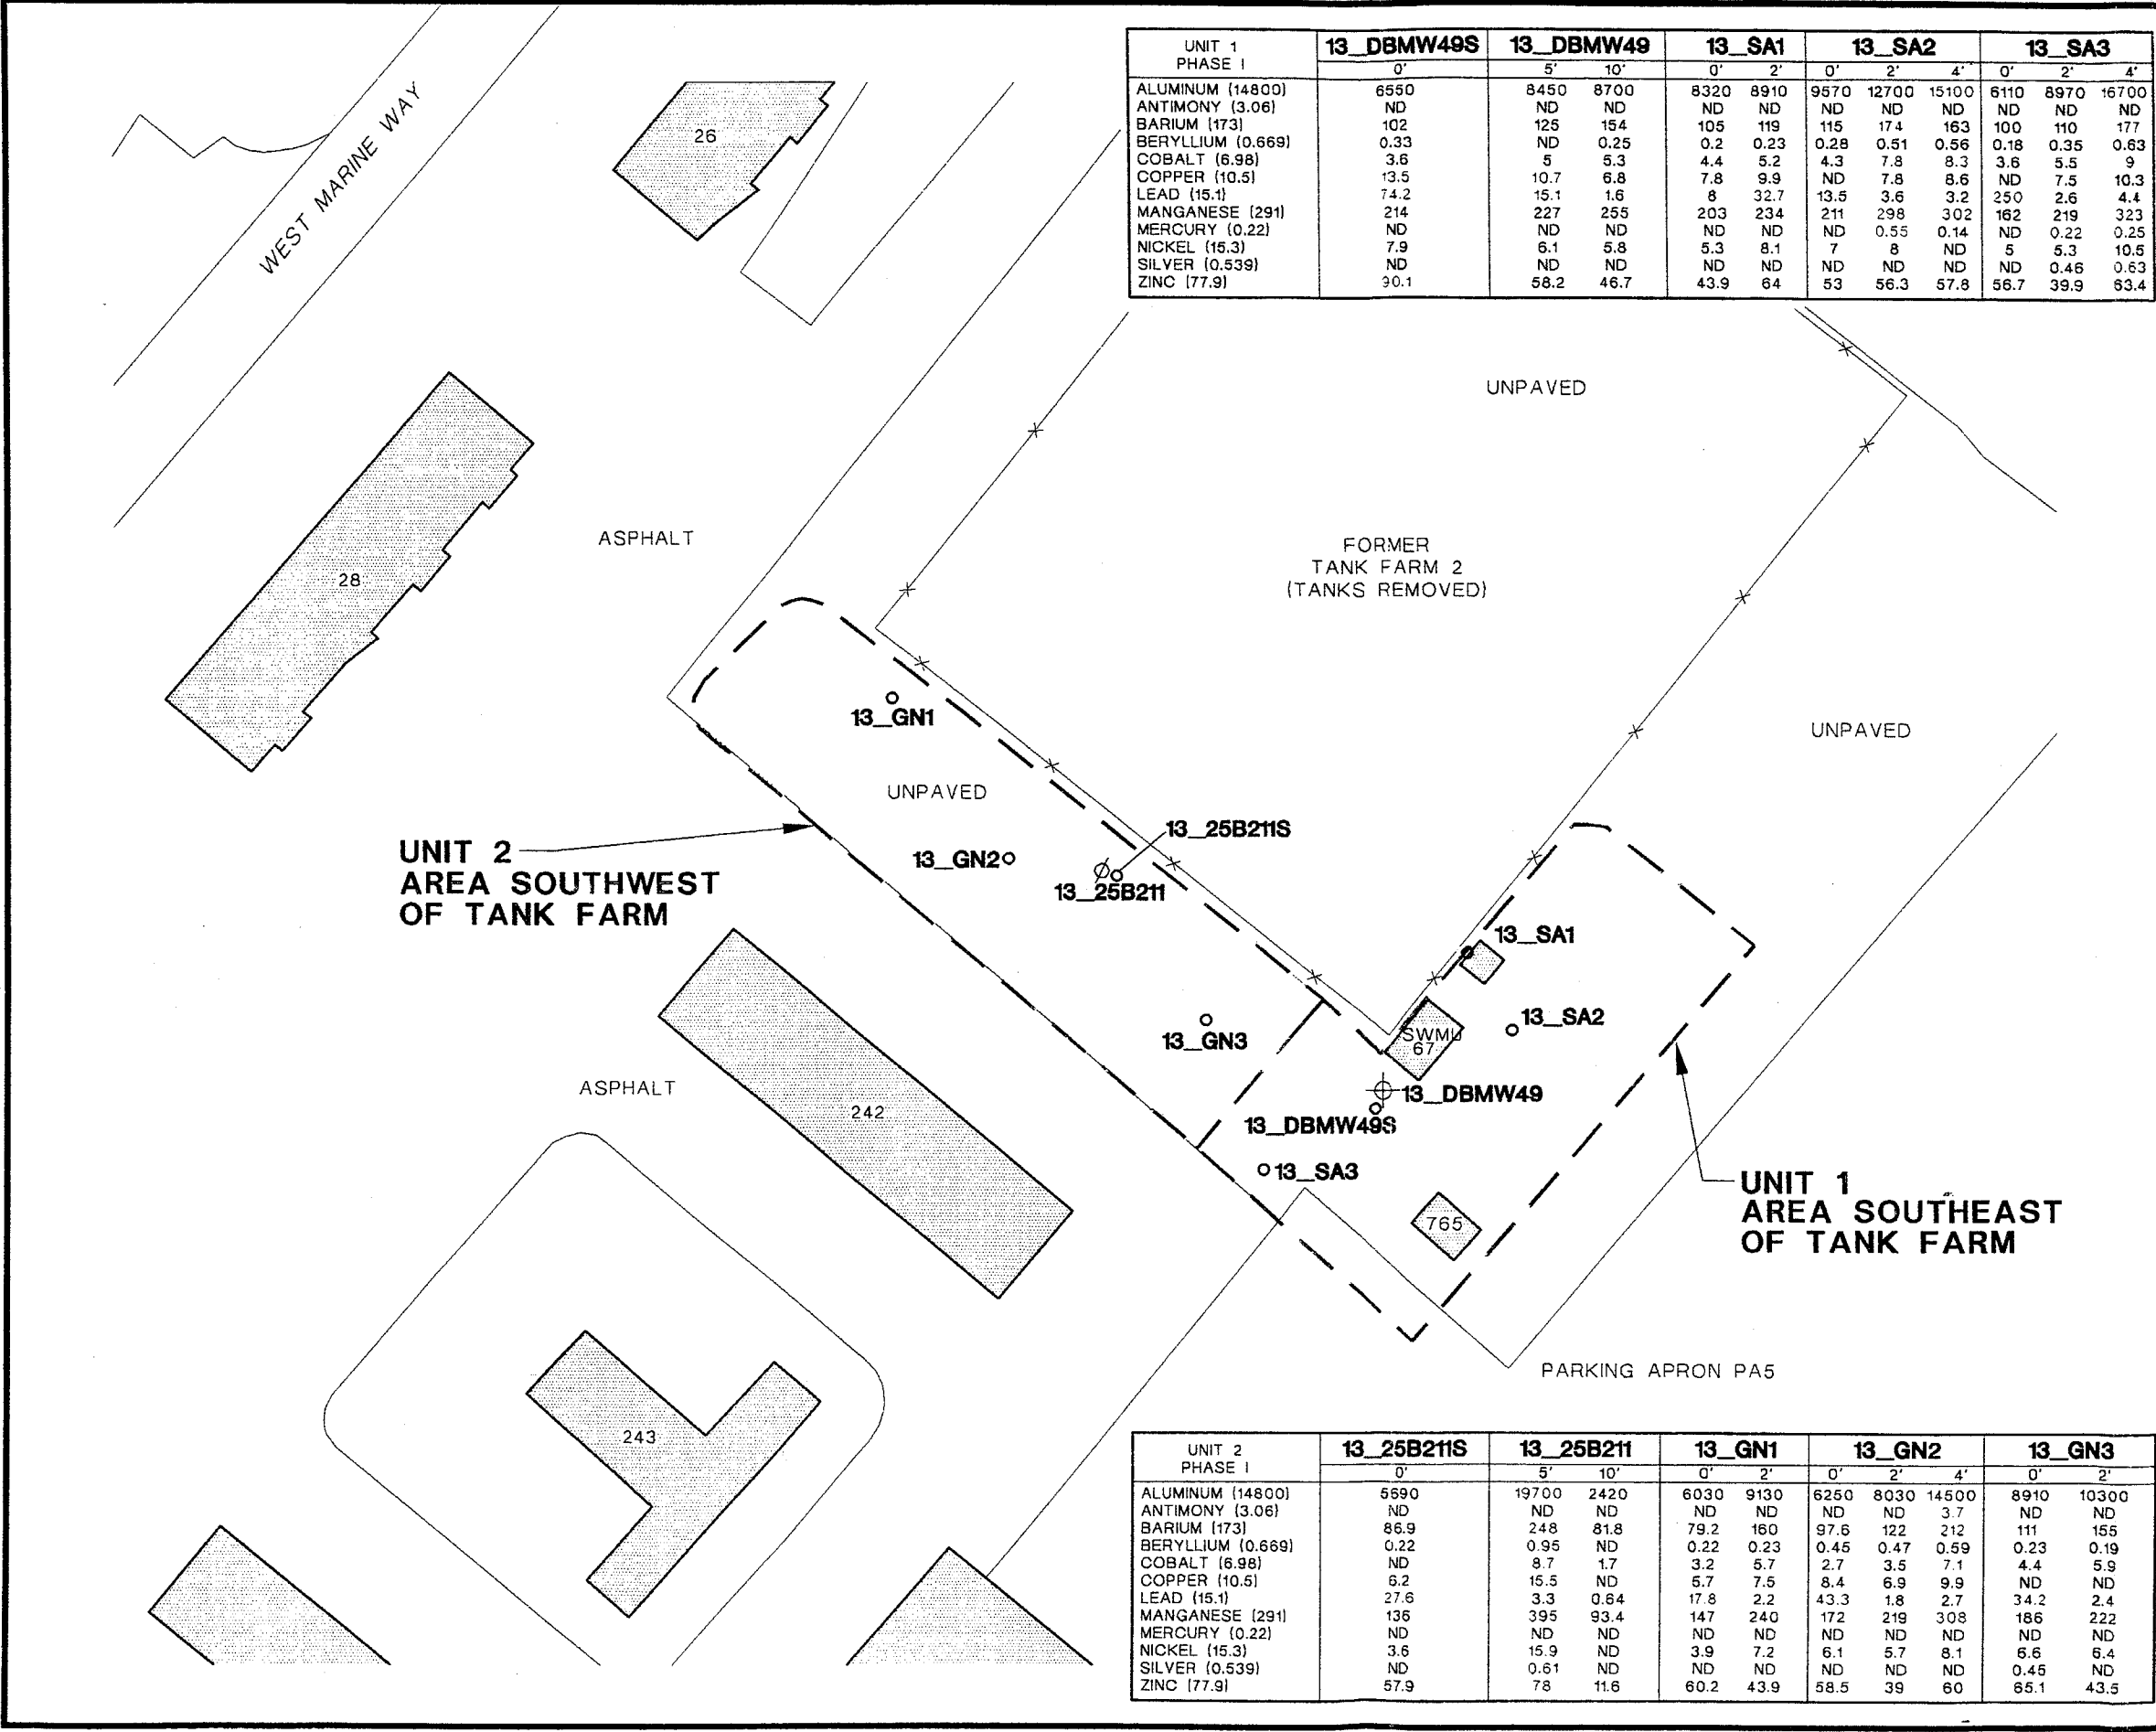 UNIT 1 13_DBMW49S 13_DBMW49 13_SA1 13_SA2 13_SA3
PHASE I 0' 5' 10' 0' 2' 0' 2' 4' 0' 2' 4'
ALUMINUM (14800) 6550 8450 8700 8320 8910 9570 12700 15100 6110 8970 16700
ANTIMONY (3.06) ND ND ND ND ND ND ND ND ND ND ND
BARIUM (173) 102 125 154 105 119 115 174 163 100 110 177
BERYLLIUM (0.669) 0.33 ND 0.25 0.2 0.23 0.28 0.51 0.56 0.18 0.35 0.63
COBALT (6.98) 3.6 5 5.3 4.4 5.2 4.3 7.8 8.3 3.6 5.5 9
COPPER (10.5) 13.5 10.7 6.8 7.8 9.9 ND 7.8 8.6 ND 7.5 10.3
LEAD (15.1) 74.2 15.1 1.6 8 32.7 13.5 3.6 3.2 250 2.6 4.4
MANGANESE (291) 214 227 255 203 234 211 298 302 162 219 323
MERCURY (0.22) ND ND ND ND ND ND 0.55 0.14 ND 0.22 0.25
NICKEL (15.3) 7.9 6.1 5.8 5.3 8.1 7 8 ND 5 5.3 10.5
SILVER (0.539) ND ND ND ND ND ND ND ND ND 0.46 0.63
ZINC (77.9) 90.1 58.2 46.7 43.9 64 53 56.3 57.8 56.7 39.9 63.4
WEST MARINE WAY
26
UNPAVED
28
ASPHALT
FORMER
TANK FARM 2
(TANKS REMOVED)
13_GN1
UNPAVED
UNPAVED
13_25B211S
UNIT 2
AREA SOUTHWEST
OF TANK FARM
13_GN2
13_25B211
13_SA1
13_SA2
SWMU
67
13_GN3
ASPHALT
242
13_DBMW49
13_DBMW49S
13_SA3
UNIT 1
AREA SOUTHEAST
OF TANK FARM
765
PARKING APRON PA5
243
UNIT 2 13_25B211S 13_25B211 13_GN1 13_GN2 13_GN3
PHASE I 0' 5' 10' 0' 2' 0' 2' 4' 0' 2'
ALUMINUM (14800) 5690 19700 2420 6030 9130 6250 8030 14500 8910 10300
ANTIMONY (3.06) ND ND ND ND ND ND ND 3.7 ND ND
BARIUM (173) 86.9 248 81.8 79.2 160 97.6 122 212 111 155
BERYLLIUM (0.669) 0.22 0.95 ND 0.22 0.23 0.45 0.47 0.59 0.23 0.19
COBALT (6.98) ND 8.7 1.7 3.2 5.7 2.7 3.5 7.1 4.4 5.9
COPPER (10.5) 6.2 15.5 ND 5.7 7.5 8.4 6.9 9.9 ND ND
LEAD (15.1) 27.6 3.3 0.64 17.8 2.2 43.3 1.8 2.7 34.2 2.4
MANGANESE (291) 136 395 93.4 147 240 172 219 308 186 222
MERCURY (0.22) ND ND ND ND ND ND ND ND ND ND
NICKEL (15.3) 3.6 15.9 ND 3.9 7.2 6.1 5.7 8.1 6.6 6.4
SILVER (0.539) ND 0.61 ND ND ND ND ND ND 0.45 ND
ZINC (77.9) 57.9 78 11.6 60.2 43.9 58.5 39 60 65.1 43.5